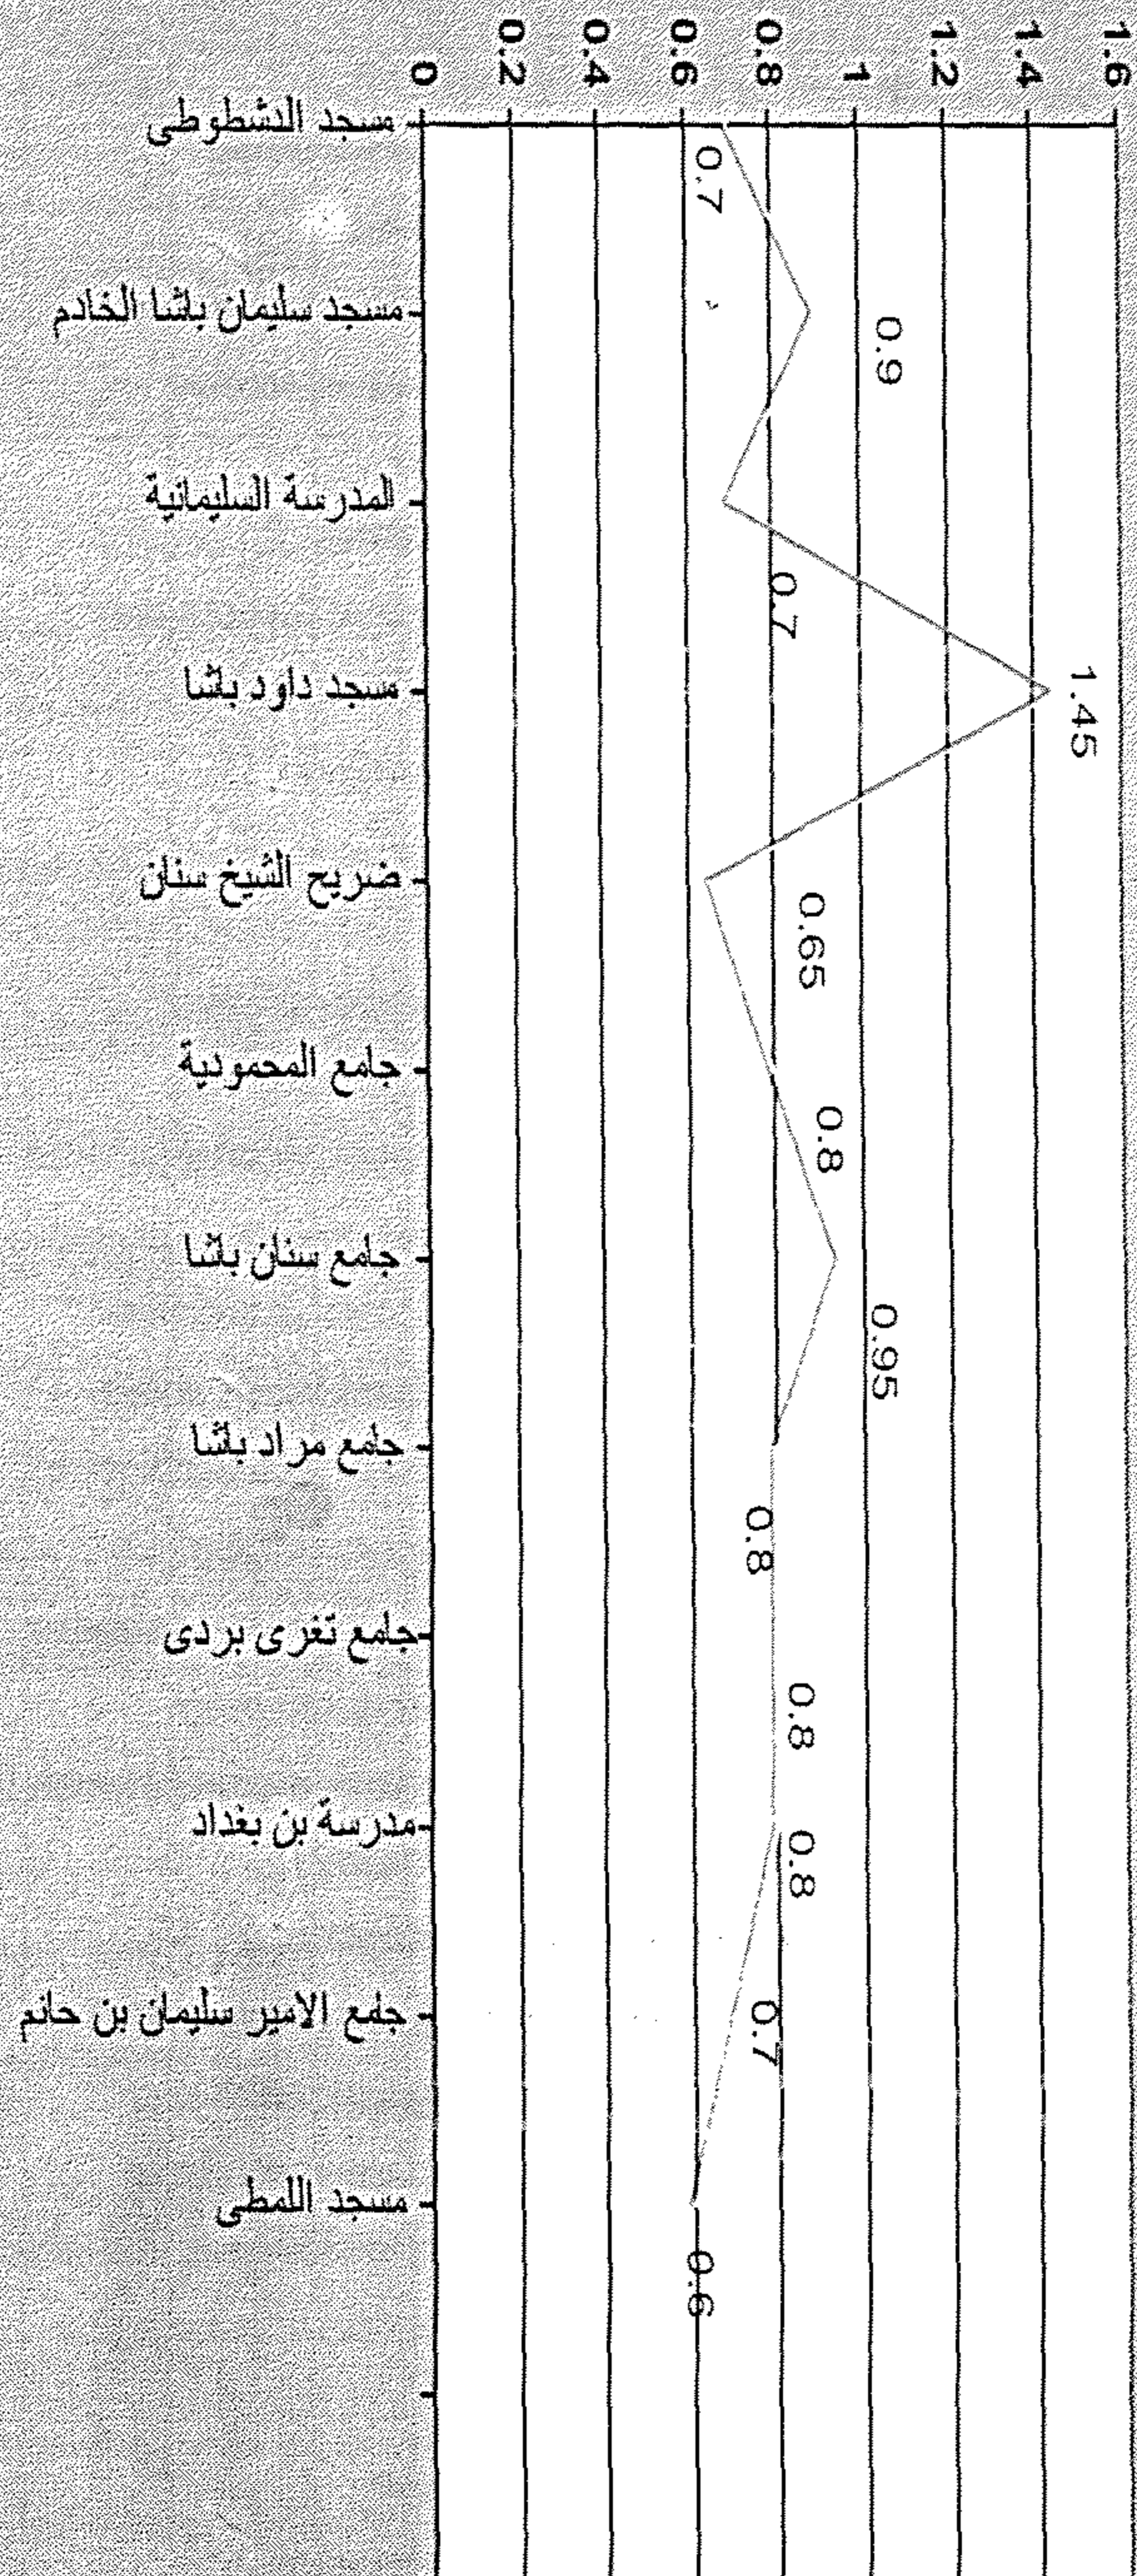 1.6
1.4
1.2
1
0.8
0.6
0.4
0.2
0
0.7
0.9
0.7
1.45
0.65
0.8
0.95
0.8
0.8
0.8
0.7
0.6
مسجد الدشطوطى
مسجد سليمان باشا الخادم
المدرسة السليمانية
مسجد داود باشا
ضريح الشيخ سنان
جامع المحمودية
جامع سنان باشا
جامع مراد باشا
جامع تغرى بردى
مدرسة بن بغداد
جامع الامير سليمان بن حانم
مسجد اللمطى